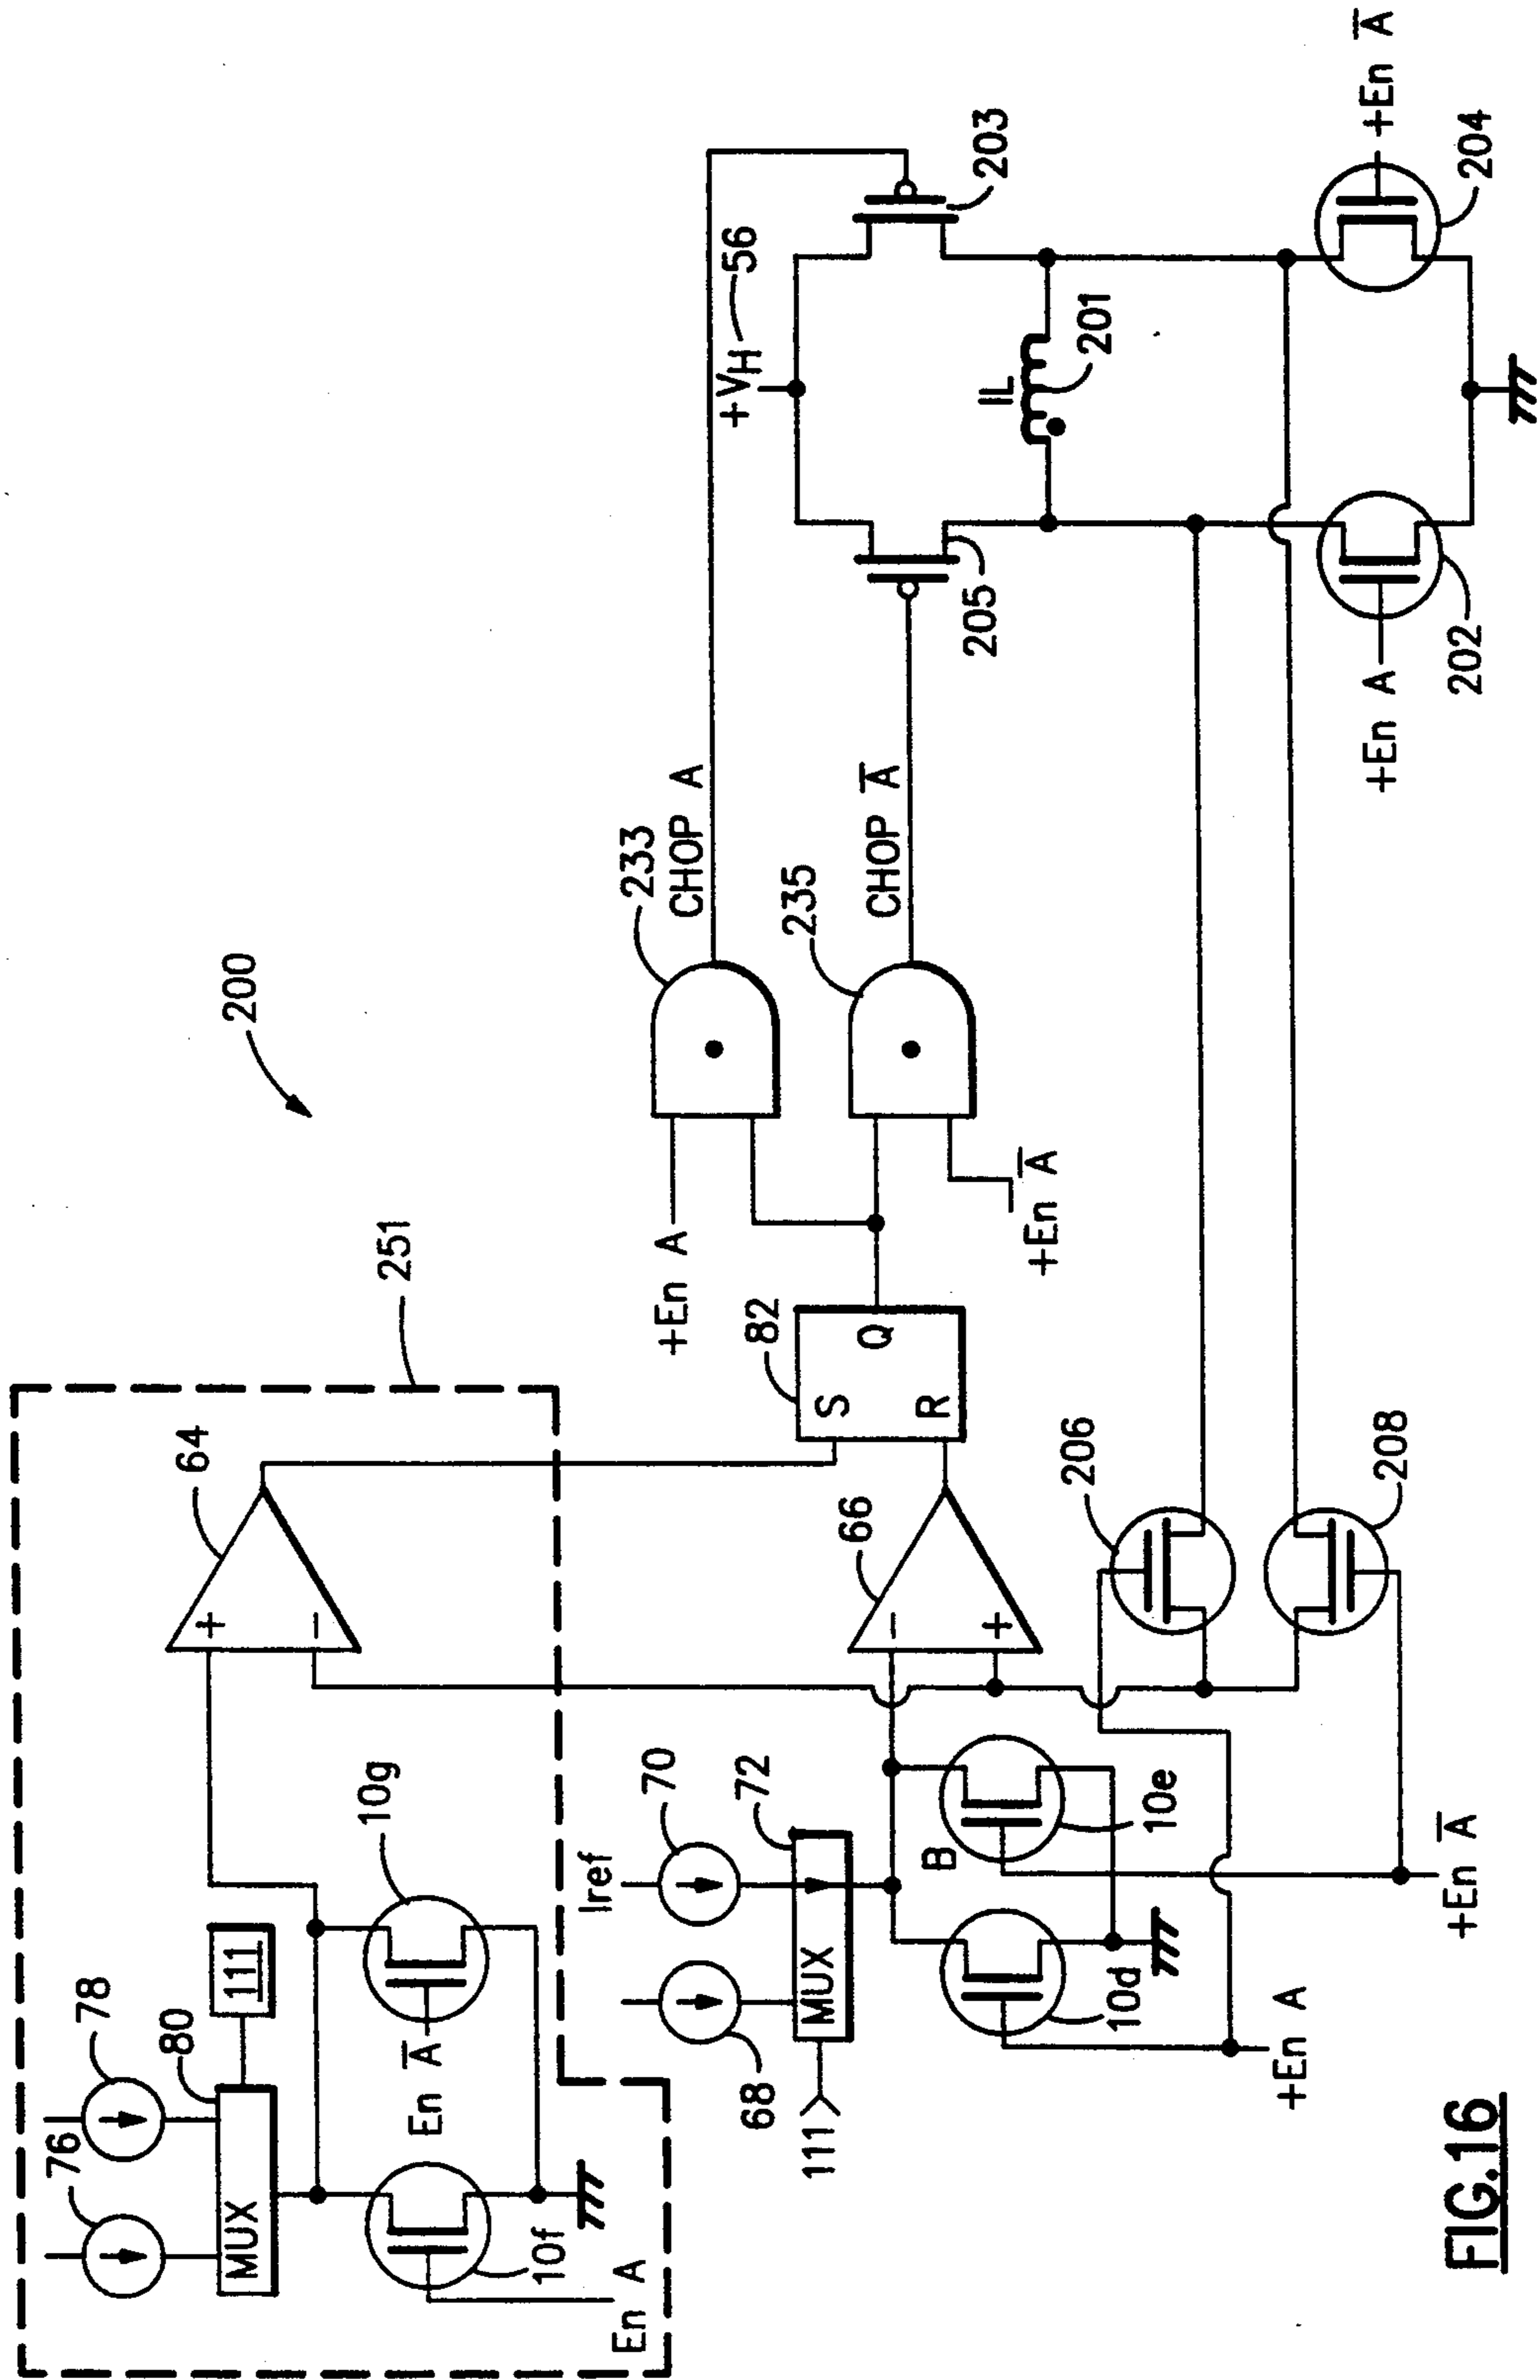 200
251
64
+
−
76
78
80
MUX
111
10g
En A̅
10f
En A
Iref
70
72
68
MUX
111
B
10e
10d
66
−
+
82
S
R
Q
+En A
+En A̅
233
CHOP A
235
CHOP A̅
+VH
56
203
205
IL
201
+En A
202
+En A̅
204
206
208
+En A
+En A̅
FIG.16